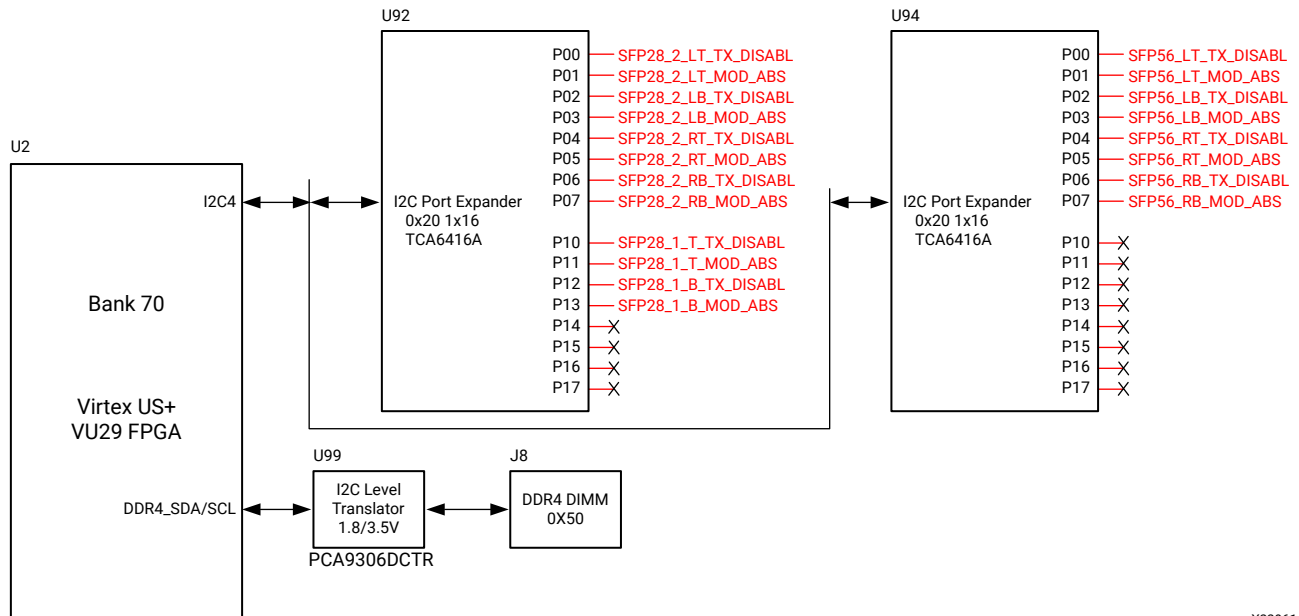 U92
P00 SFP28_2_LT_TX_DISABL
P01 SFP28_2_LT_MOD_ABS
P02 SFP28_2_LB_TX_DISABL
P03 SFP28_2_LB_MOD_ABS
P04 SFP28_2_RT_TX_DISABL
P05 SFP28_2_RT_MOD_ABS
P06 SFP28_2_RB_TX_DISABL
P07 SFP28_2_RB_MOD_ABS
I2C Port Expander
0x20 1x16
TCA6416A
P10 SFP28_1_T_TX_DISABL
P11 SFP28_1_T_MOD_ABS
P12 SFP28_1_B_TX_DISABL
P13 SFP28_1_B_MOD_ABS
P14
P15
P16
P17
U94
P00 SFP56_LT_TX_DISABL
P01 SFP56_LT_MOD_ABS
P02 SFP56_LB_TX_DISABL
P03 SFP56_LB_MOD_ABS
P04 SFP56_RT_TX_DISABL
P05 SFP56_RT_MOD_ABS
P06 SFP56_RB_TX_DISABL
P07 SFP56_RB_MOD_ABS
I2C Port Expander
0x20 1x16
TCA6416A
P10
P11
P12
P13
P14
P15
P16
P17
U2
I2C4
Bank 70
Virtex US+
VU29 FPGA
DDR4_SDA/SCL
U99
I2C Level
Translator
1.8/3.5V
PCA9306DCTR
J8
DDR4 DIMM
0X50